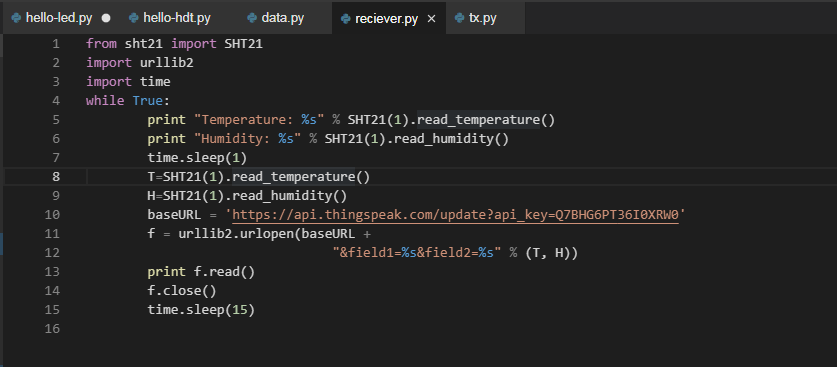 hello-led.py hello-hdt.py data.py reciever.py tx.py
1 from sht21 import SHT21
2 import urllib2
3 import time
4 while True:
5 print "Temperature: %s" % SHT21(1).read_temperature()
6 print "Humidity: %s" % SHT21(1).read_humidity()
7 time.sleep(1)
8 T=SHT21(1).read_temperature()
9 H=SHT21(1).read_humidity()
10 baseURL = 'https://api.thingspeak.com/update?api_key=Q7BHG6PT36I0XRW0'
11 f = urllib2.urlopen(baseURL +
12 "&field1=%s&field2=%s" % (T, H))
13 print f.read()
14 f.close()
15 time.sleep(15)
16